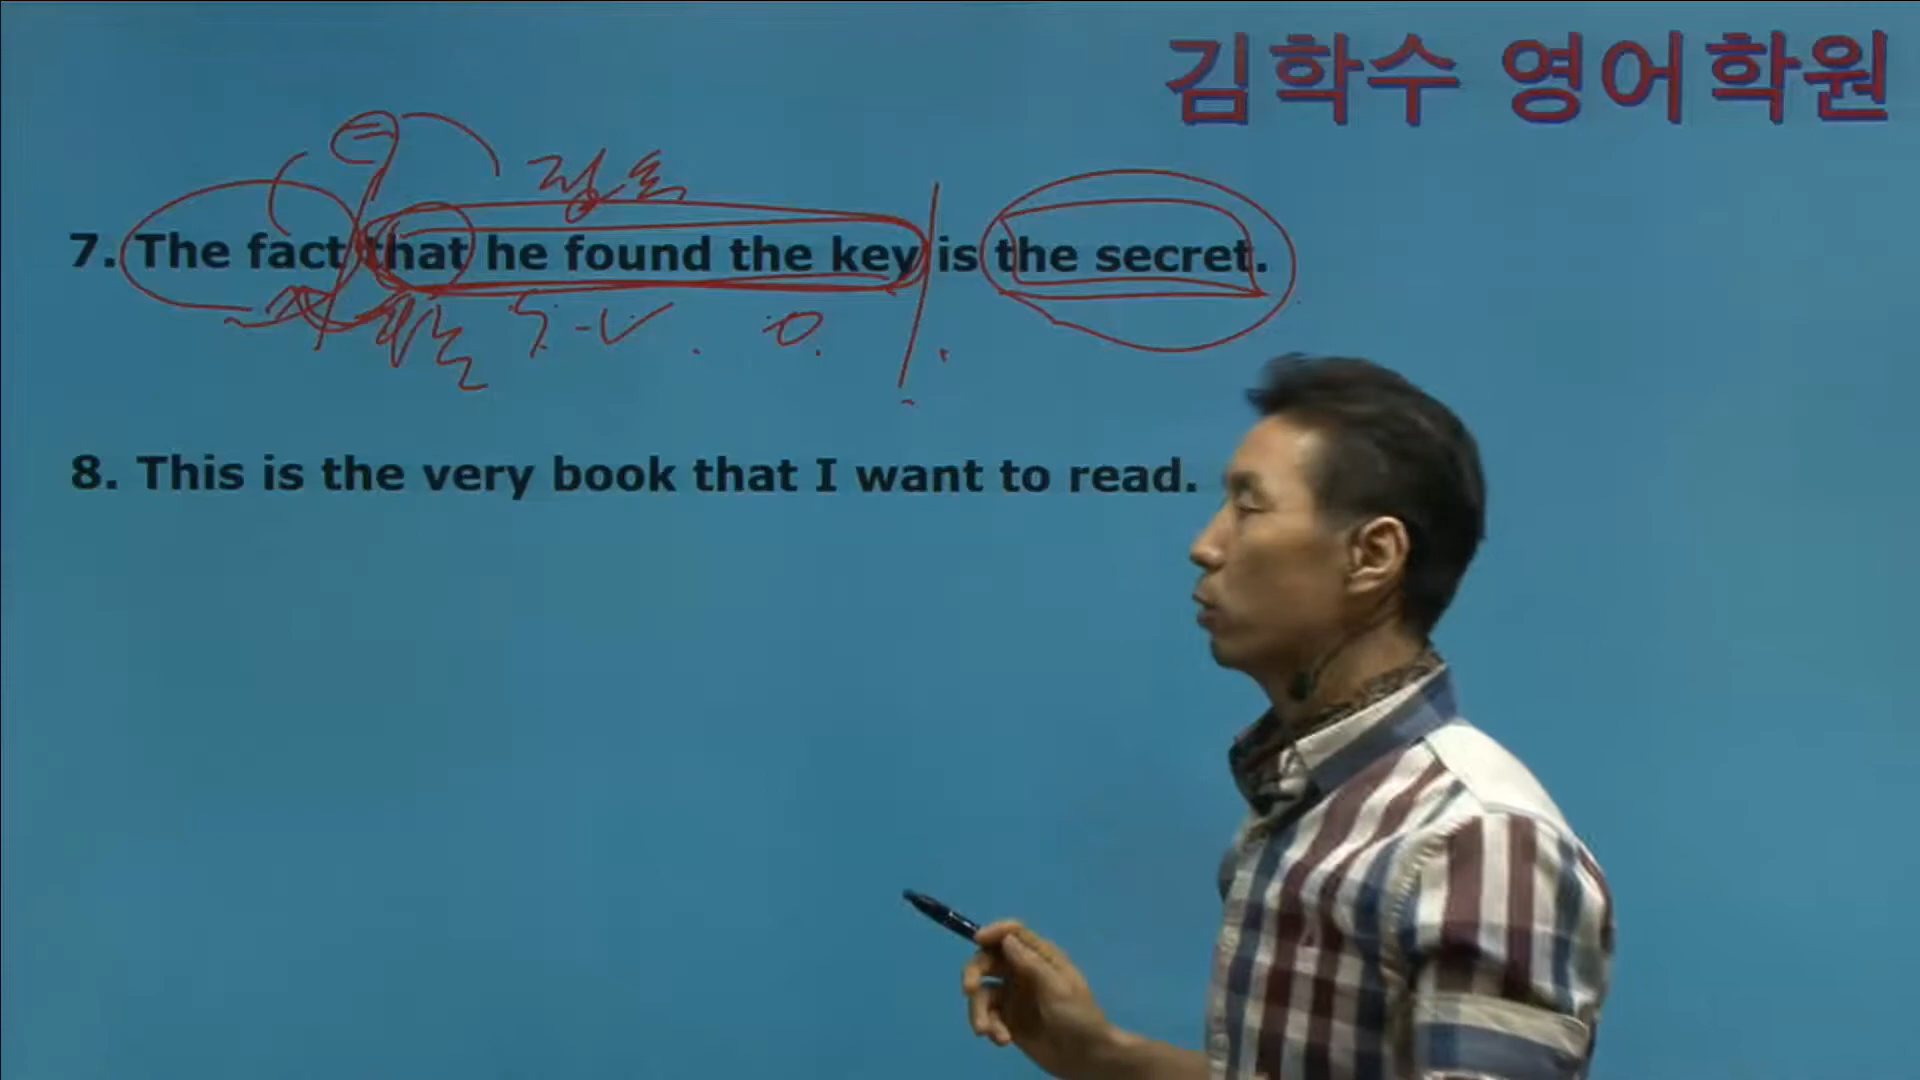 김학수 영어학원
7. The fact that he found the key is the secret.
S V O
8. This is the very book that I want to read.